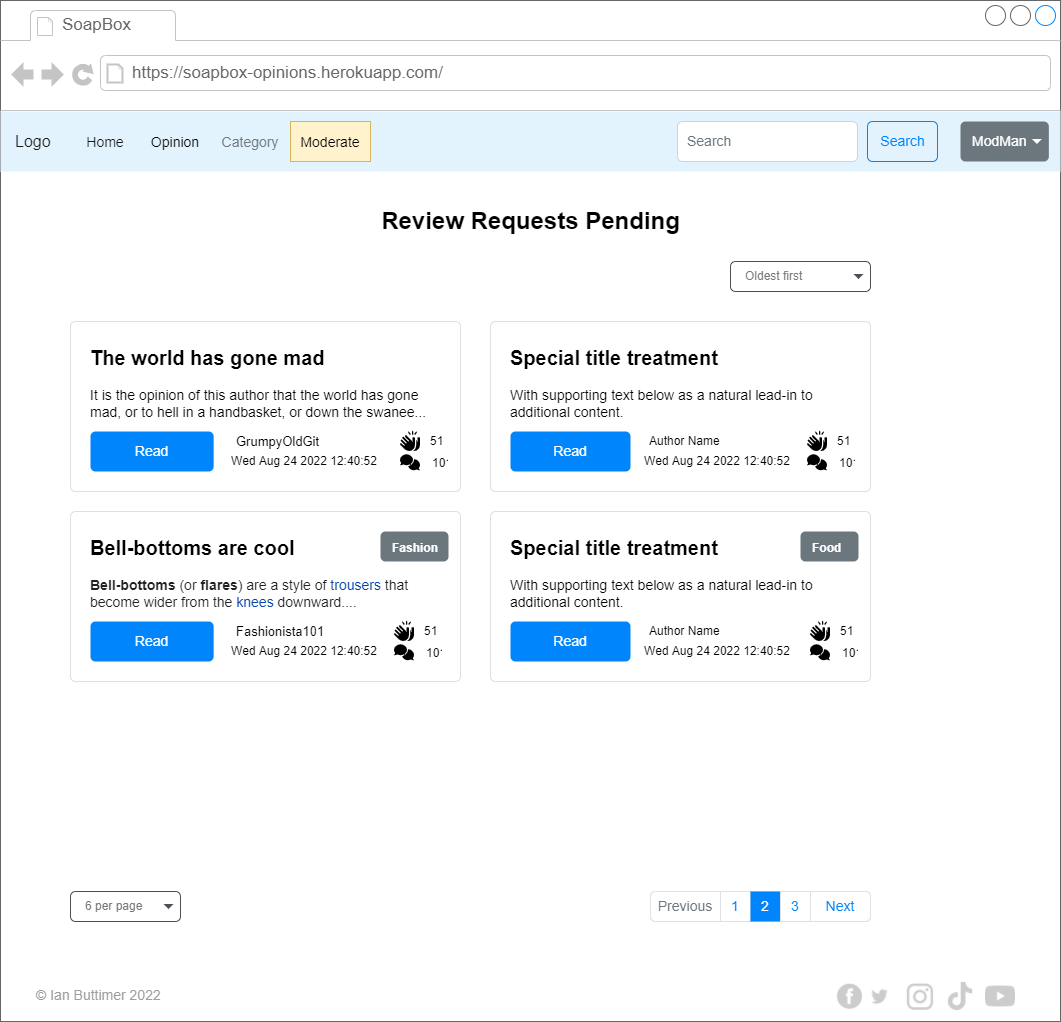 SoapBox
https://soapbox-opinions.herokuapp.com/
Logo Home Opinion Category Moderate Search Search ModMan
Review Requests Pending
Oldest first
The world has gone mad
It is the opinion of this author that the world has gone
mad, or to hell in a handbasket, or down the swanee...
Read
GrumpyOldGit
Wed Aug 24 2022 12:40:52
51
10
Special title treatment
With supporting text below as a natural lead-in to
additional content.
Read
Author Name
Wed Aug 24 2022 12:40:52
51
10
Bell-bottoms are cool
Fashion
Bell-bottoms (or flares) are a style of trousers that
become wider from the knees downward....
Read
Fashionista101
Wed Aug 24 2022 12:40:52
51
10
Special title treatment
Food
With supporting text below as a natural lead-in to
additional content.
Read
Author Name
Wed Aug 24 2022 12:40:52
51
10
6 per page
Previous 1 2 3 Next
© Ian Buttimer 2022